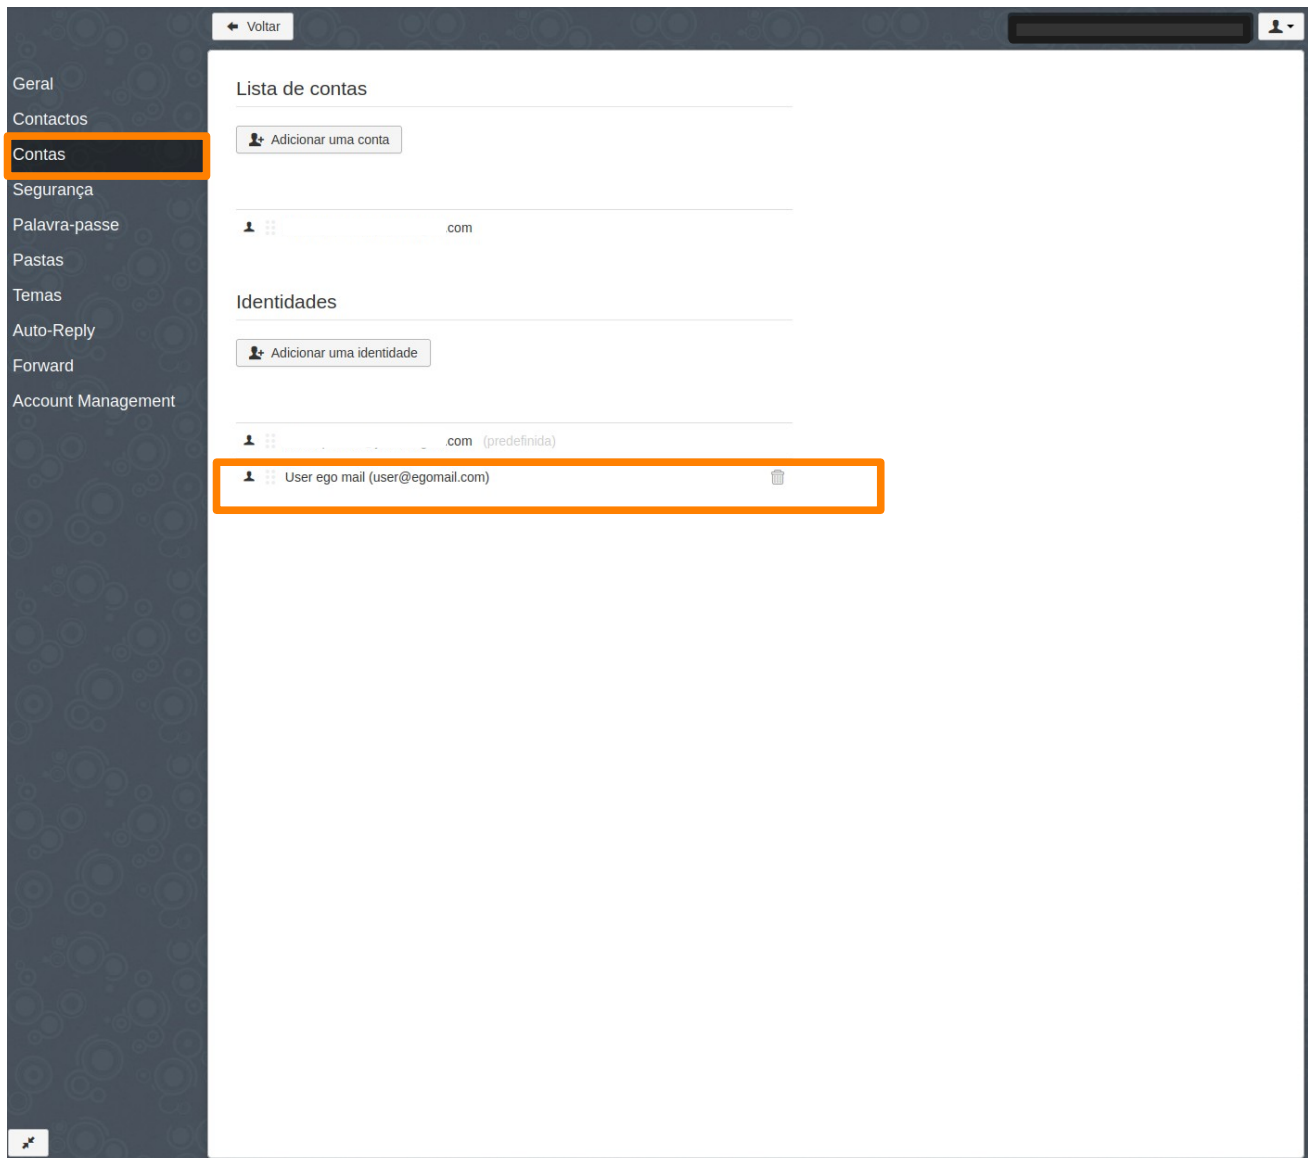 Voltar
Geral
Contactos
Contas
Segurança
Palavra-passe
Pastas
Temas
Auto-Reply
Forward
Account Management
Lista de contas
Adicionar uma conta
.com
Identidades
Adicionar uma identidade
.com (predefinida)
User ego mail (user@egomail.com)